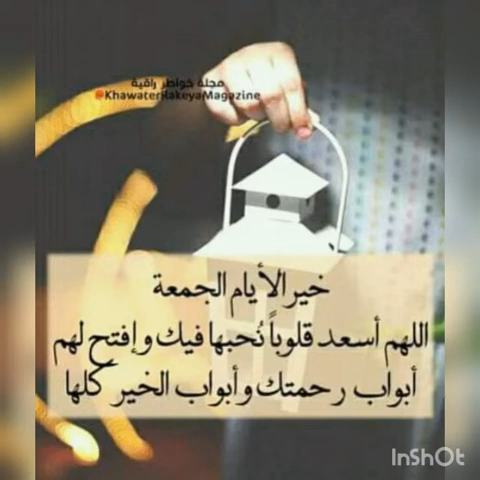 مجلة خواطر راقية
@KhawaterRakeyaMagazine
خير الأيام الجمعة
اللهم أسعد قلوباً نُحبها فيك وإفتح لهم
أبواب رحمتك وأبواب الخير كلها
InShOt